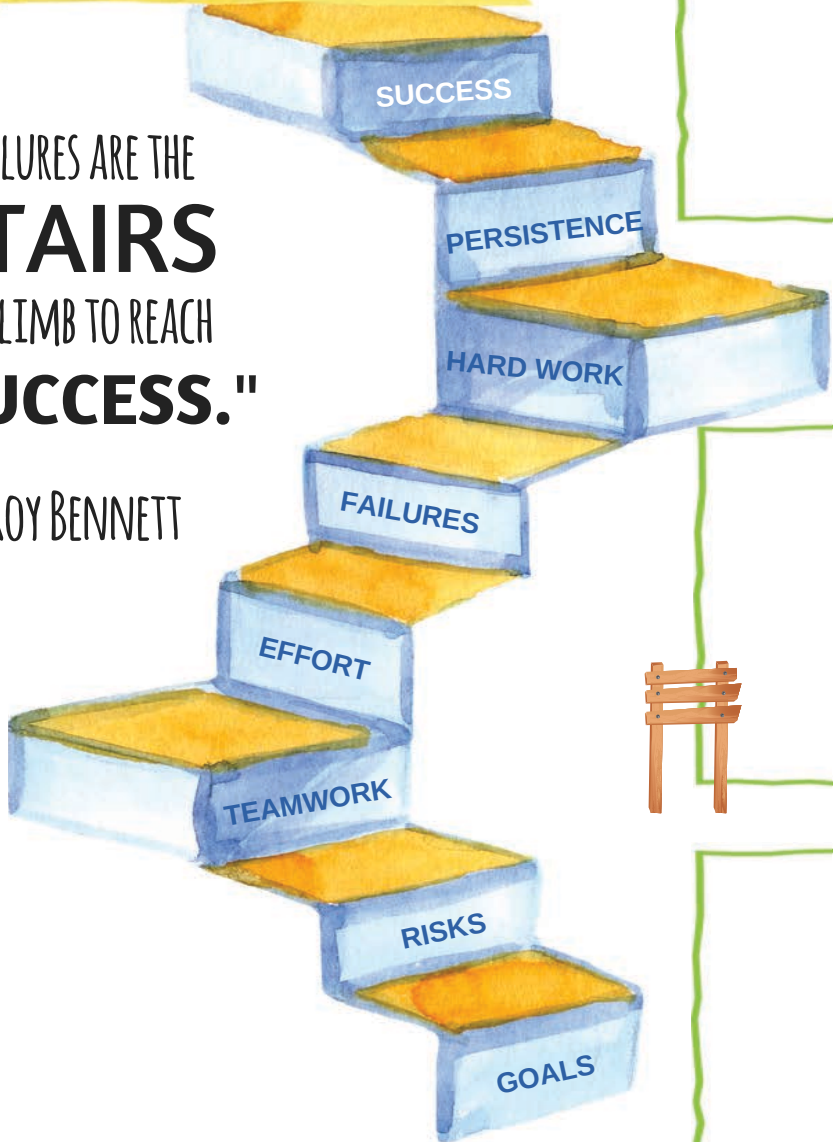 LURES ARE THE
TAIRS
LIMB TO REACH
UCCESS."
OY BENNETT
SUCCESS
PERSISTENCE
HARD WORK
FAILURES
EFFORT
TEAMWORK
RISKS
GOALS